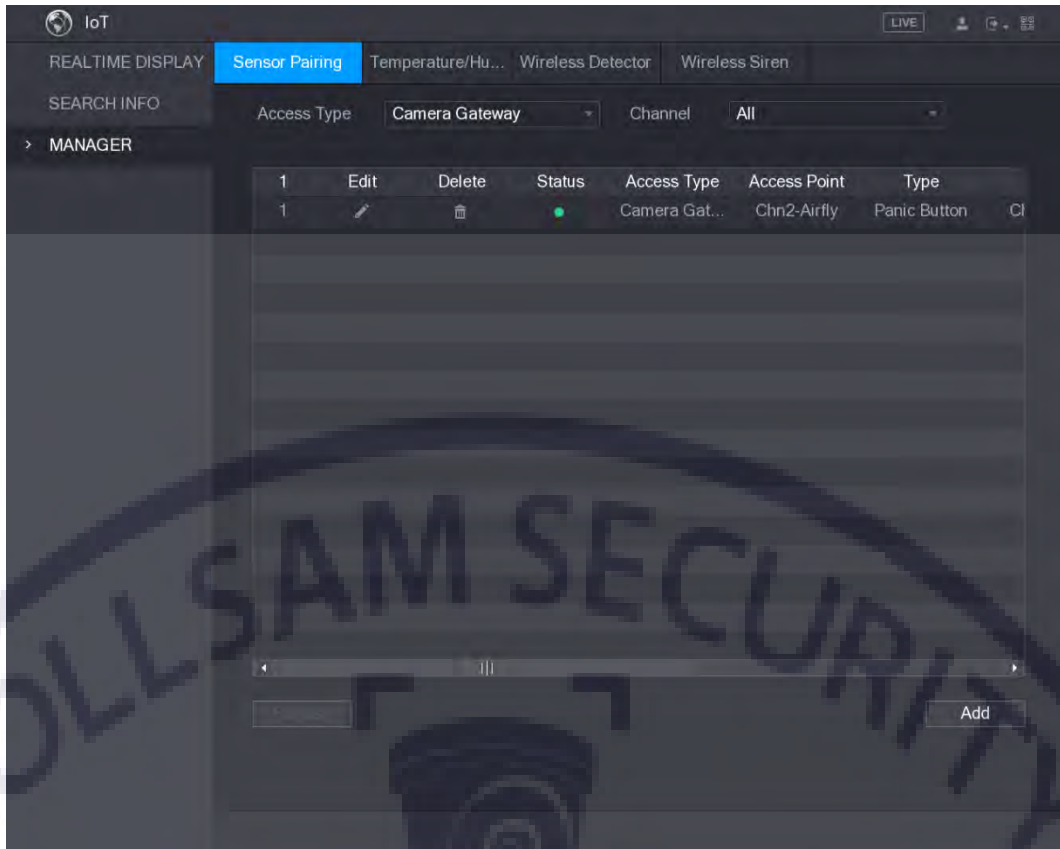 IoT LIVE
REALTIME DISPLAY Sensor Pairing Temperature/Hu... Wireless Detector Wireless Siren
SEARCH INFO
Access Type Camera Gateway Channel All
> MANAGER
1 Edit Delete Status Access Type Access Point Type
1 Camera Gat... Chn2-Airfly Panic Button Cl
OLLSAM SECURITY
Add